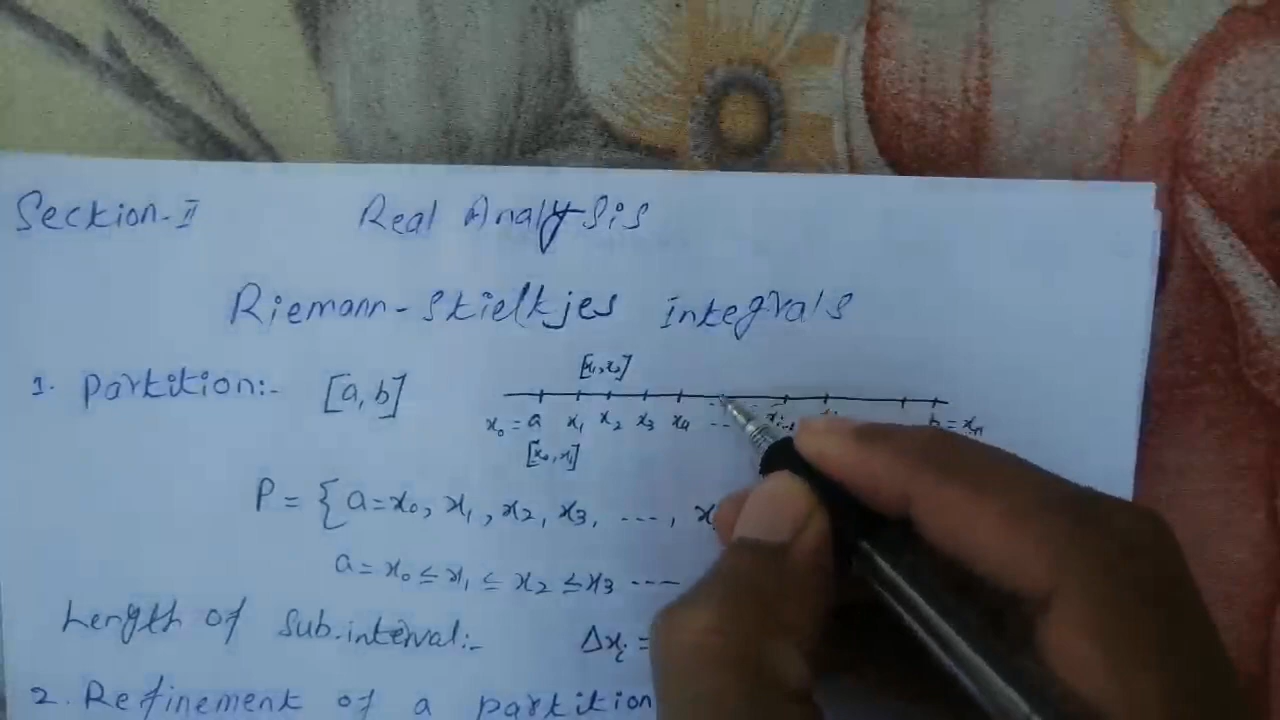 Section-II Real Analysis
Riemann-Stieltjes integrals
1. partition:- [a, b]
[x₁, x₂]
x₀ = a x₁ x₂ x₃ x₄ b = xₙ
[x₀, x₁]
P = { a = x₀, x₁, x₂, x₃, ...,
a = x₀ ≤ x₁ ≤ x₂ ≤ x₃ ----
Length of sub.interval:- Δxᵢ =
2. Refinement of a partition